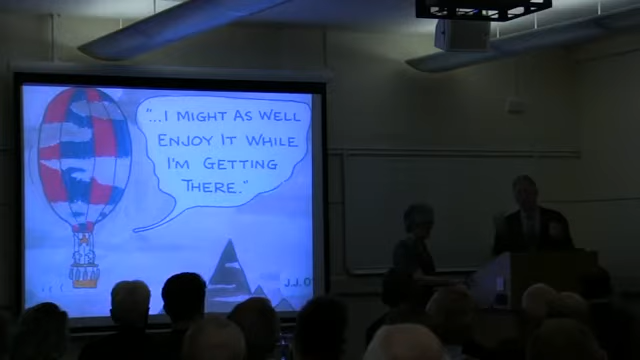 "...I MIGHT AS WELL
ENJOY IT WHILE
I'M GETTING
THERE."
J.J.O'